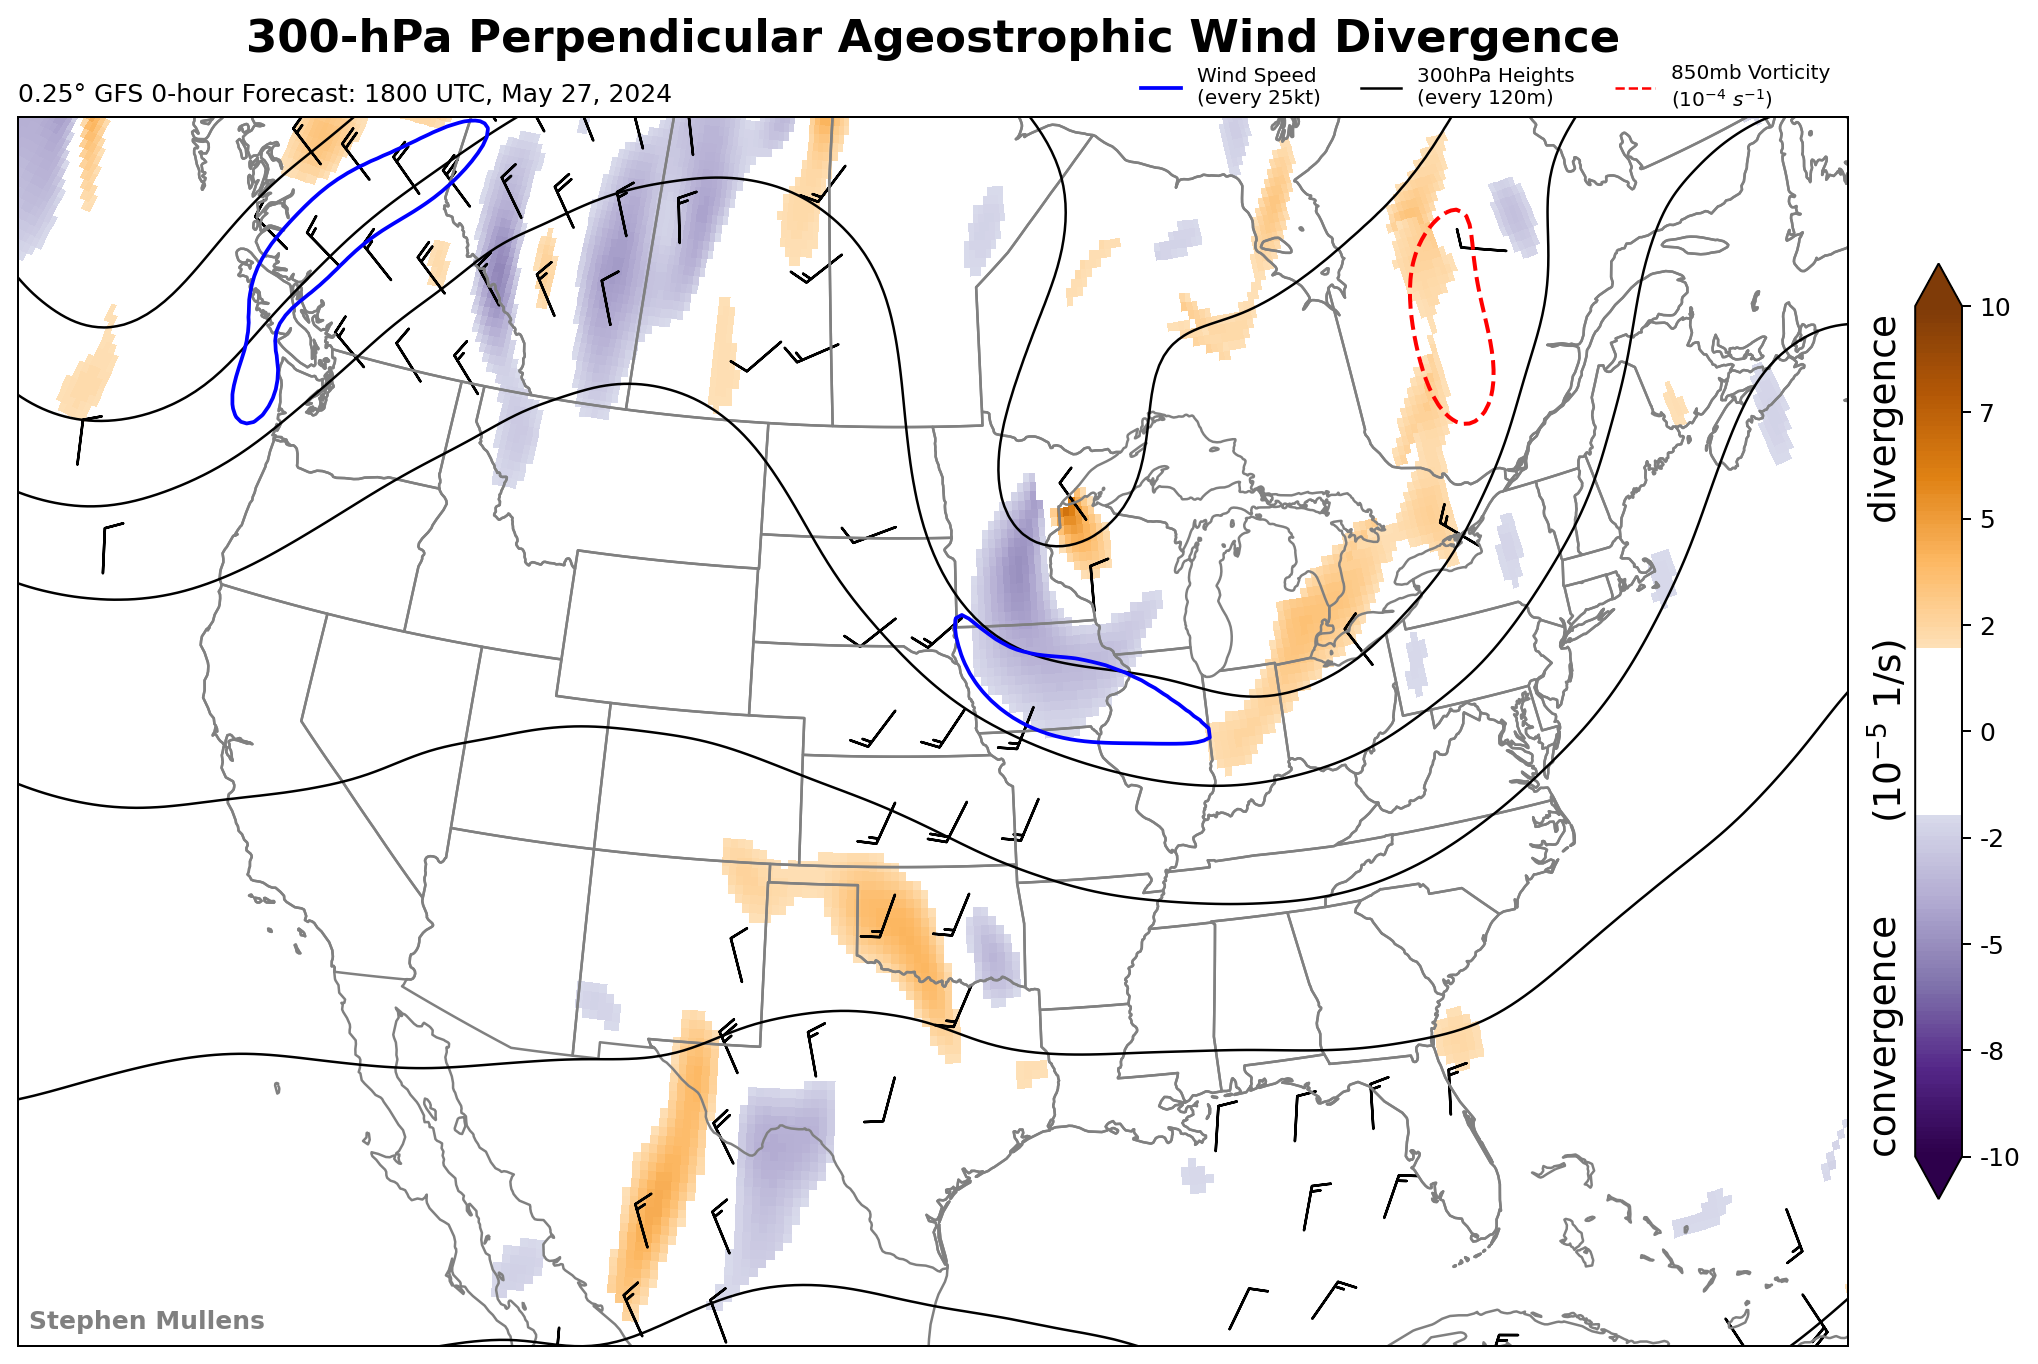 300-hPa Perpendicular Ageostrophic Wind Divergence
0.25° GFS 0-hour Forecast: 1800 UTC, May 27, 2024
Wind Speed
(every 25kt)
300hPa Heights
(every 120m)
850mb Vorticity
(10⁻⁴ s⁻¹)
10
7
5
2
0
-2
-5
-8
-10
convergence (10⁻⁵ 1/s) divergence
Stephen Mullens